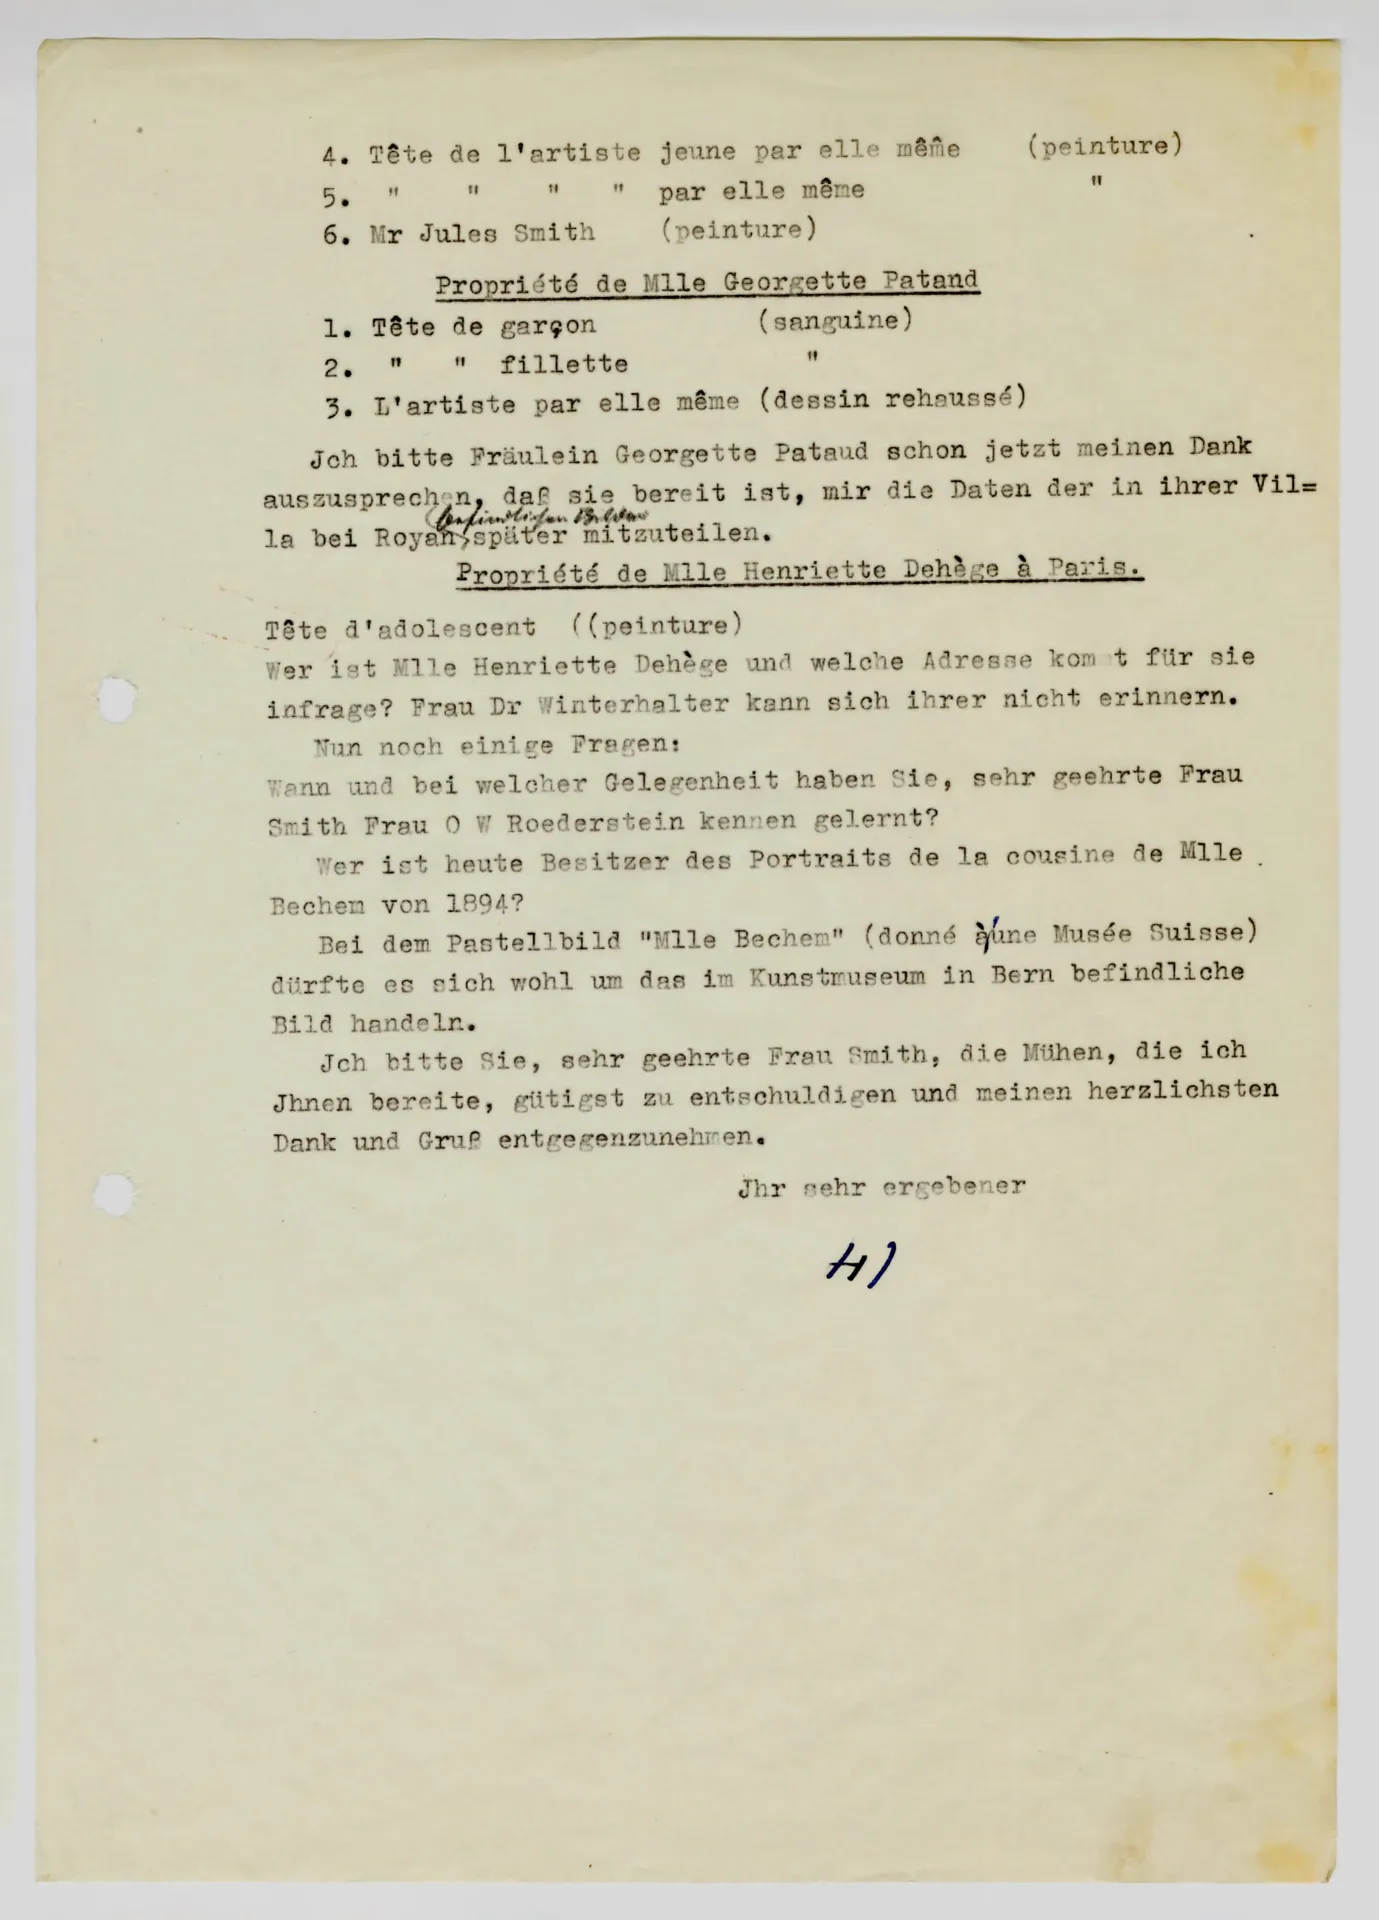 4. Tête de l'artiste jeune par elle même (peinture)
5. " " " " par elle même "
6. Mr Jules Smith (peinture)
Propriété de Mlle Georgette Patand
1. Tête de garçon (sanguine)
2. " " fillette "
3. L'artiste par elle même (dessin rehaussé)
Jch bitte Fräulein Georgette Pataud schon jetzt meinen Dank
auszusprechen, daß sie bereit ist, mir die Daten der in ihrer Vil=
befindlichen Bilder
la bei Royan später mitzuteilen.
Propriété de Mlle Henriette Dehège à Paris.
Tête d'adolescent ((peinture)
Wer ist Mlle Henriette Dehège und welche Adresse kommt für sie
infrage? Frau Dr Winterhalter kann sich ihrer nicht erinnern.
Nun noch einige Fragen:
Wann und bei welcher Gelegenheit haben Sie, sehr geehrte Frau
Smith Frau O W Roederstein kennen gelernt?
Wer ist heute Besitzer des Portraits de la cousine de Mlle
Bechem von 1894?
Bei dem Pastellbild "Mlle Bechem" (donné à une Musée Suisse)
dürfte es sich wohl um das im Kunstmuseum in Bern befindliche
Bild handeln.
Jch bitte Sie, sehr geehrte Frau Smith, die Mühen, die ich
Jhnen bereite, gütigst zu entschuldigen und meinen herzlichsten
Dank und Gruß entgegenzunehmen.
Jhr sehr ergebener